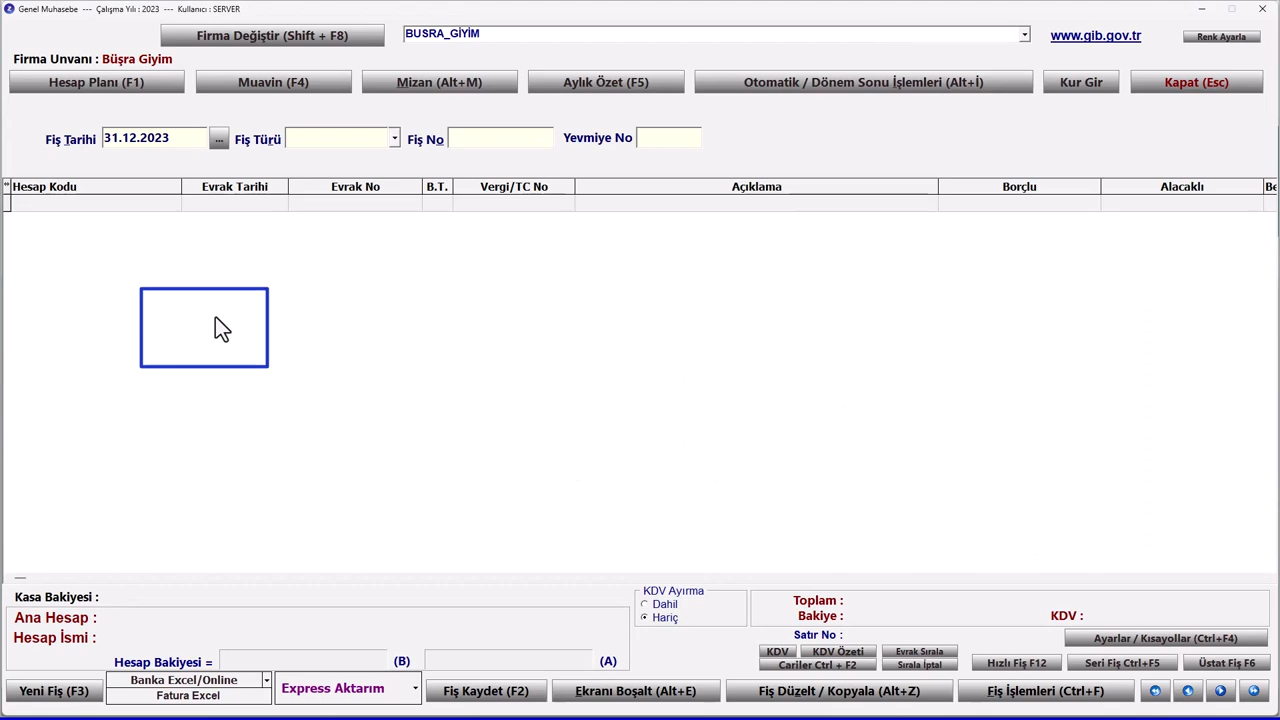 Genel Muhasebe --- Çalışma Yılı : 2023 --- Kullanıcı : SERVER
Firma Değiştir (Shift + F8)
BUSRA_GİYİM
www.gib.gov.tr
Renk Ayarla
Firma Unvanı : Büşra Giyim
Hesap Planı (F1)
Muavin (F4)
Mizan (Alt+M)
Aylık Özet (F5)
Otomatik / Dönem Sonu İşlemleri (Alt+İ)
Kur Gir
Kapat (Esc)
Fiş Tarihi 31.12.2023 ... Fiş Türü Fiş No Yevmiye No
Hesap Kodu Evrak Tarihi Evrak No B.T. Vergi/TC No Açıklama Borçlu Alacaklı Be
Kasa Bakiyesi :
Ana Hesap :
Hesap İsmi :
Hesap Bakiyesi = (B) (A)
KDV Ayırma
Dahil
Hariç
Toplam :
Bakiye : KDV :
Satır No :
Ayarlar / Kısayollar (Ctrl+F4)
KDV KDV Özeti Evrak Sırala
Cariler Ctrl + F2 Sırala İptal
Hızlı Fiş F12 Seri Fiş Ctrl+F5 Üstat Fiş F6
Yeni Fiş (F3)
Banka Excel/Online
Fatura Excel
Express Aktarım
Fiş Kaydet (F2)
Ekranı Boşalt (Alt+E)
Fiş Düzelt / Kopyala (Alt+Z)
Fiş İşlemleri (Ctrl+F)